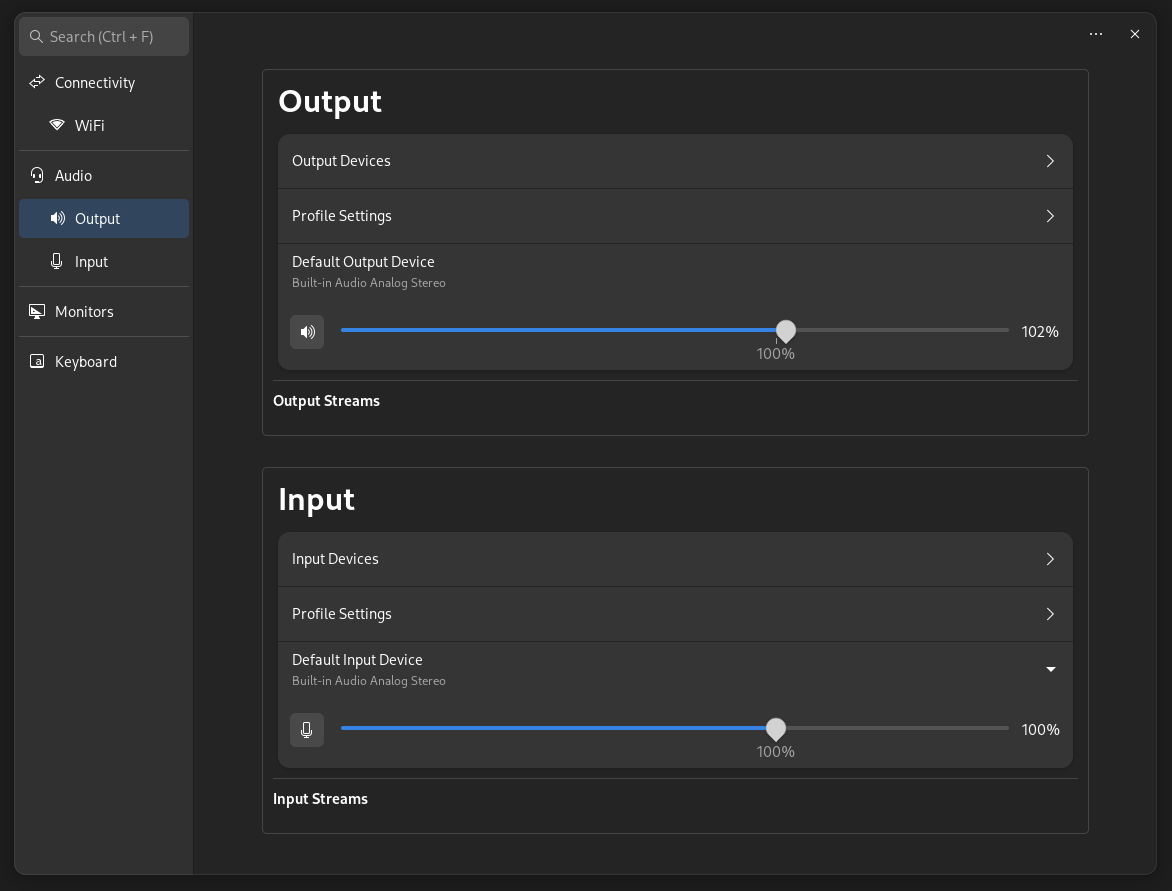 Search (Ctrl + F)
Connectivity
WiFi
Audio
Output
Input
Monitors
Keyboard
Output
Output Devices
Profile Settings
Default Output Device
Built-in Audio Analog Stereo
102%
100%
Output Streams
Input
Input Devices
Profile Settings
Default Input Device
Built-in Audio Analog Stereo
100%
100%
Input Streams